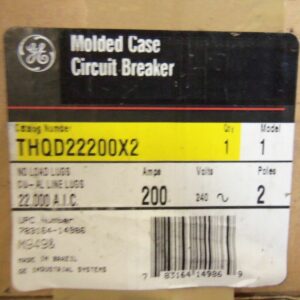 GE
Molded Case
Circuit Breaker
Catalog Number Qty Model
THQD22200X2 1 1
NO LOAD LUGS Amps Volts Poles
CU-AL LINE LUGS 200 240 2
22,000 A.I.C.
UPC Number
783164-14986
MADE IN BRAZIL
GE INDUSTRIAL SYSTEMS
7 83164 14986 9